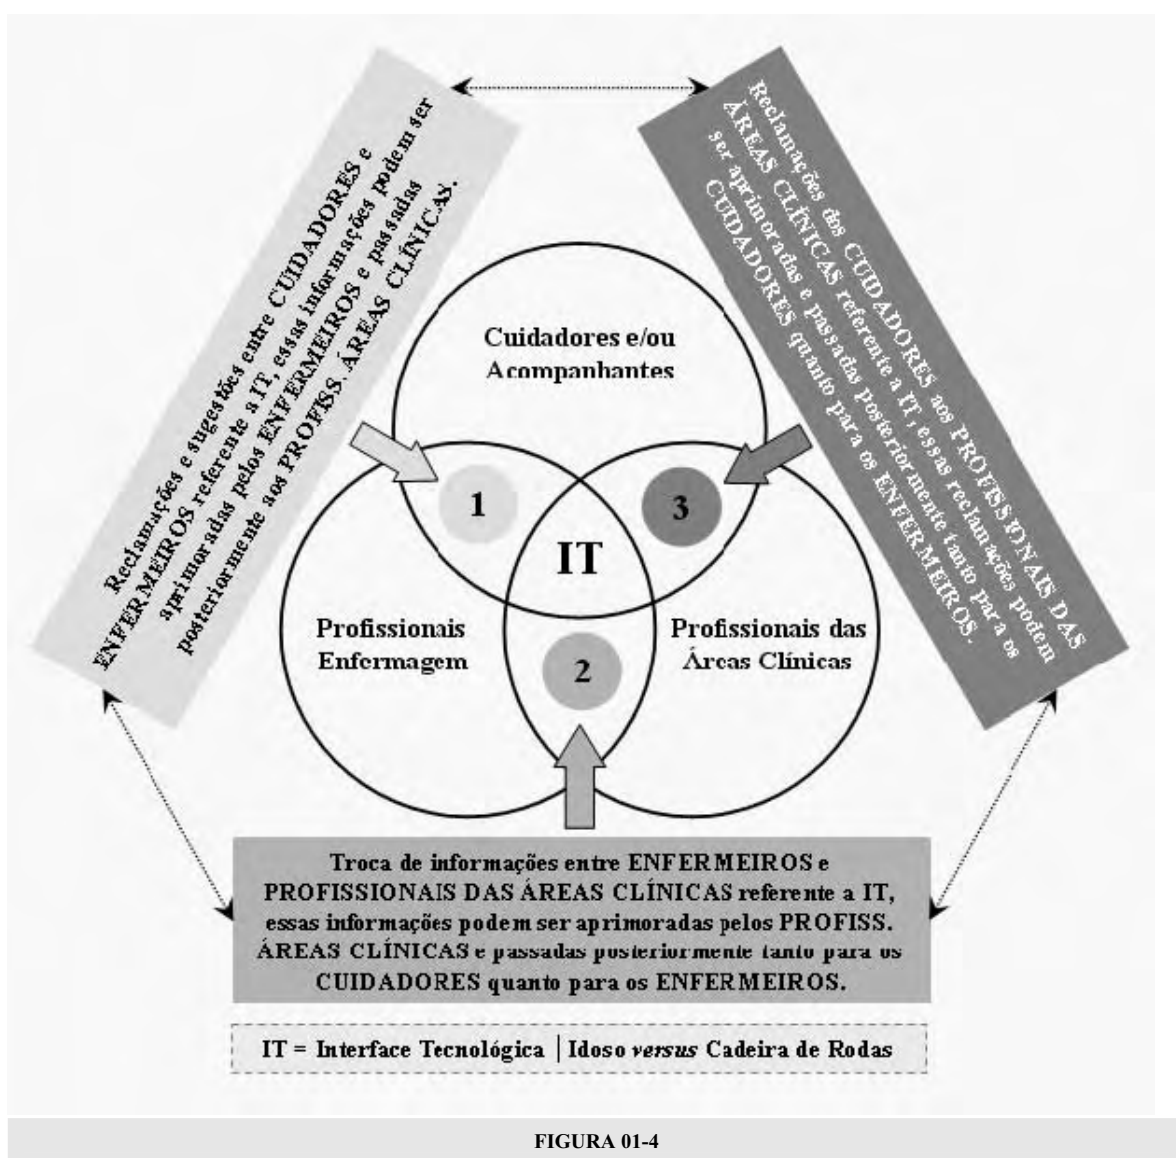 Reclamações e sugestões entre CUIDADORES e
ENFERMEIROS referente a IT, essas informações podem ser
aprimoradas pelos ENFERMEIROS e passadas
posteriormente aos PROFISS. ÁREAS CLÍNICAS.
Reclamações dos CUIDADORES aos PROFISSIONAIS DAS
ÁREAS CLÍNICAS referente a IT, essas reclamações podem
ser aprimoradas e passadas posteriormente tanto para os
CUIDADORES quanto para os ENFERMEIROS.
Cuidadores e/ou
Acompanhantes
1
3
IT
Profissionais
Enfermagem
Profissionais das
Áreas Clínicas
2
Troca de informações entre ENFERMEIROS e
PROFISSIONAIS DAS ÁREAS CLÍNICAS referente a IT,
essas informações podem ser aprimoradas pelos PROFISS.
ÁREAS CLÍNICAS e passadas posteriormente tanto para os
CUIDADORES quanto para os ENFERMEIROS.
IT = Interface Tecnológica | Idoso versus Cadeira de Rodas
FIGURA 01-4